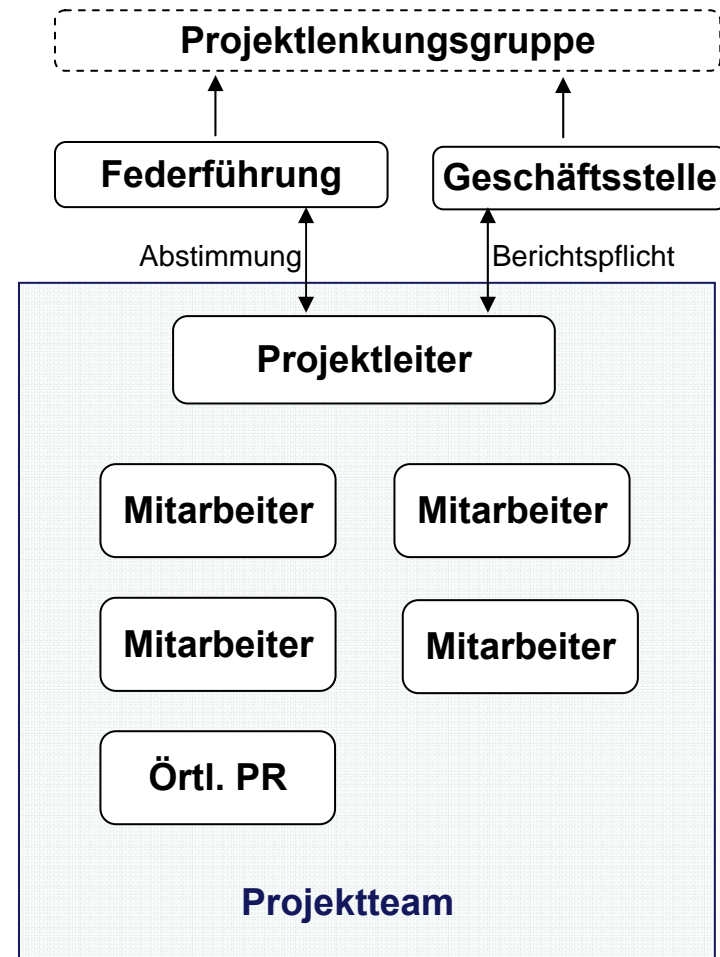 Projektlenkungsgruppe
Federführung
Geschäftsstelle
Abstimmung
Berichtspflicht
Projektleiter
Mitarbeiter
Mitarbeiter
Mitarbeiter
Mitarbeiter
Örtl. PR
Projektteam